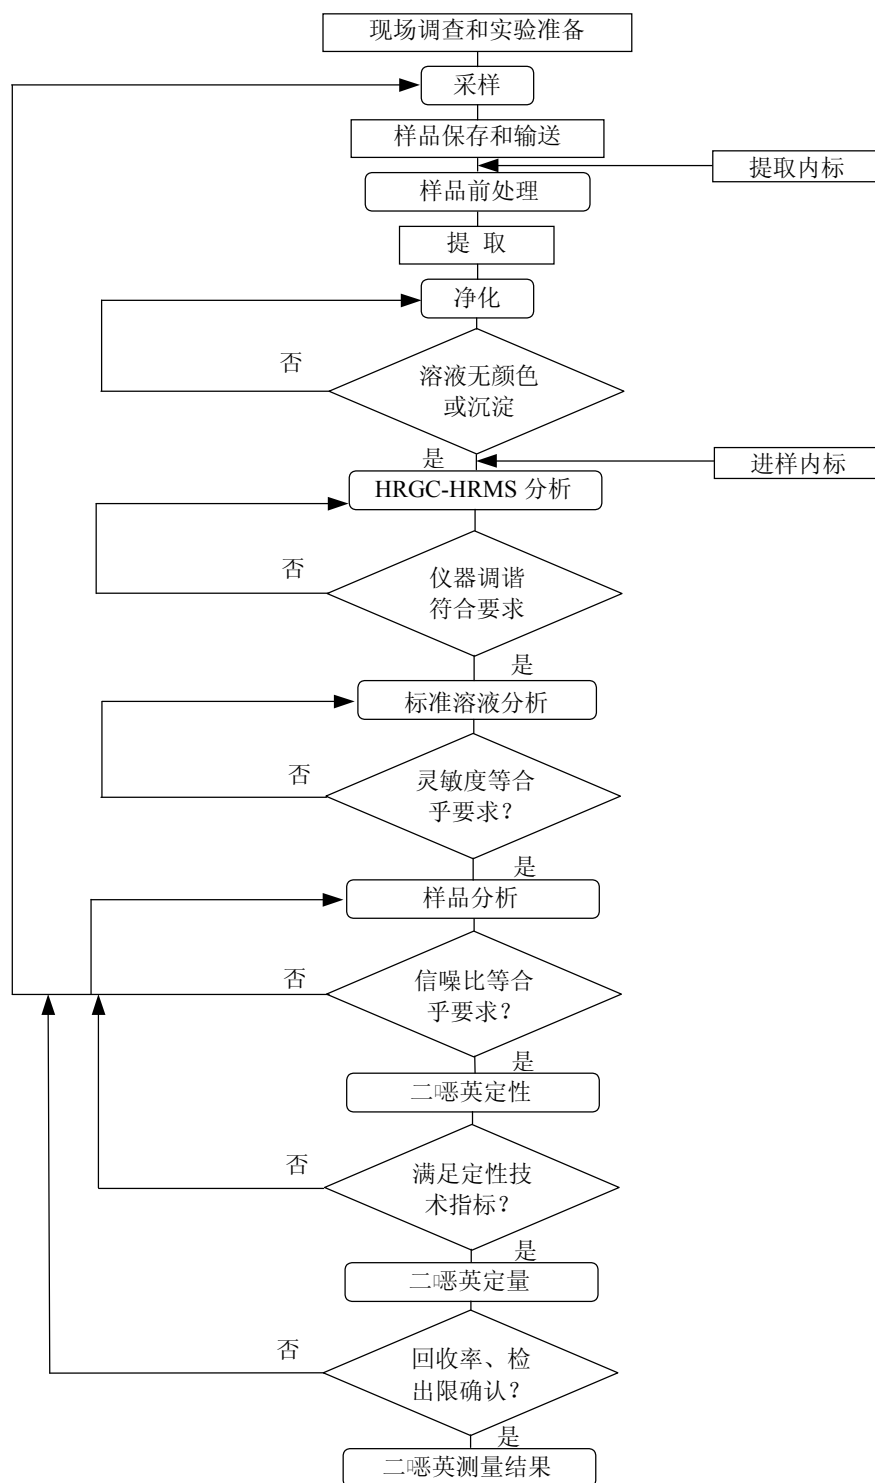 现场调查和实验准备
采样
样品保存和输送
提取内标
样品前处理
提 取
净化
否
溶液无颜色
或沉淀
是
进样内标
HRGC-HRMS 分析
否
仪器调谐
符合要求
是
标准溶液分析
否
灵敏度等合
乎要求？
是
样品分析
否
信噪比等合
乎要求？
是
二噁英定性
否
满足定性技
术指标？
是
二噁英定量
否
回收率、检
出限确认？
是
二噁英测量结果